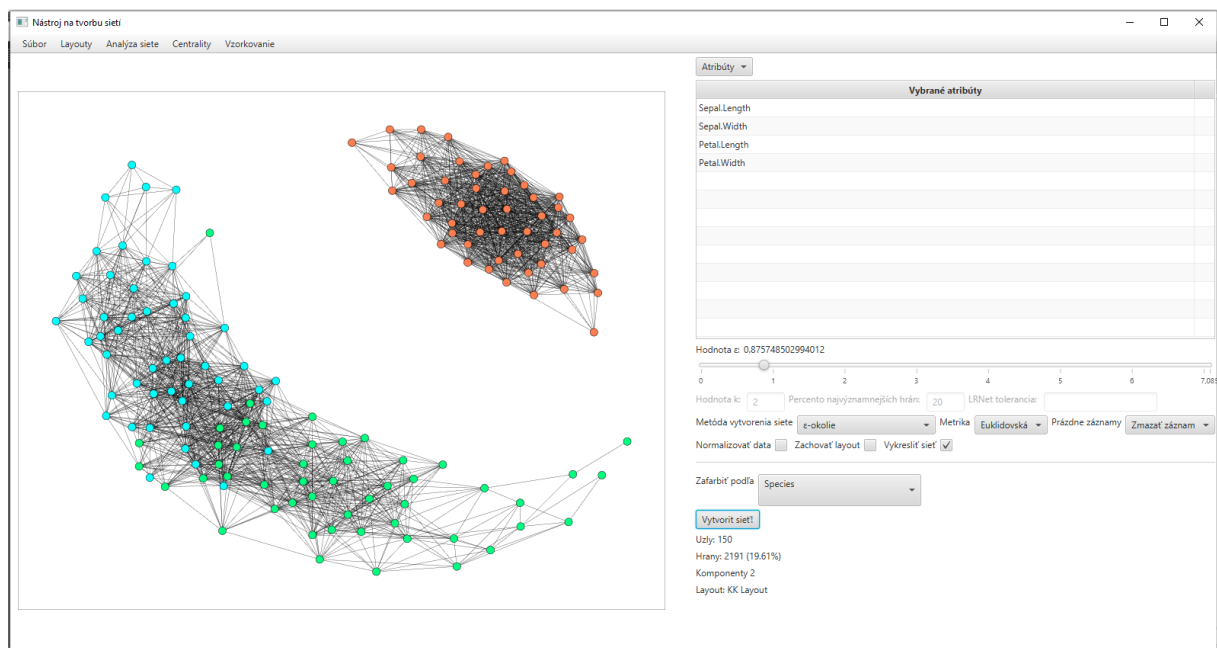 Nástroj na tvorbu sietí
Súbor Layouty Analýza siete Centrality Vzorkovanie
Atribúty
Vybrané atribúty
Sepal.Length
Sepal.Width
Petal.Length
Petal.Width
Hodnota ε: 0.875748502994012
0 1 2 3 4 5 6 7,085
Hodnota k: 2 Percento najvýznamnejších hrán: 20 LRNet tolerancia:
Metóda vytvorenia siete ε-okolie Metrika Euklidovská Prázdne záznamy Zmazať záznam
Normalizovať data Zachovať layout Vykresliť sieť
Zafarbiť podľa Species
Vytvorit sieť!
Uzly: 150
Hrany: 2191 (19.61%)
Komponenty 2
Layout: KK Layout